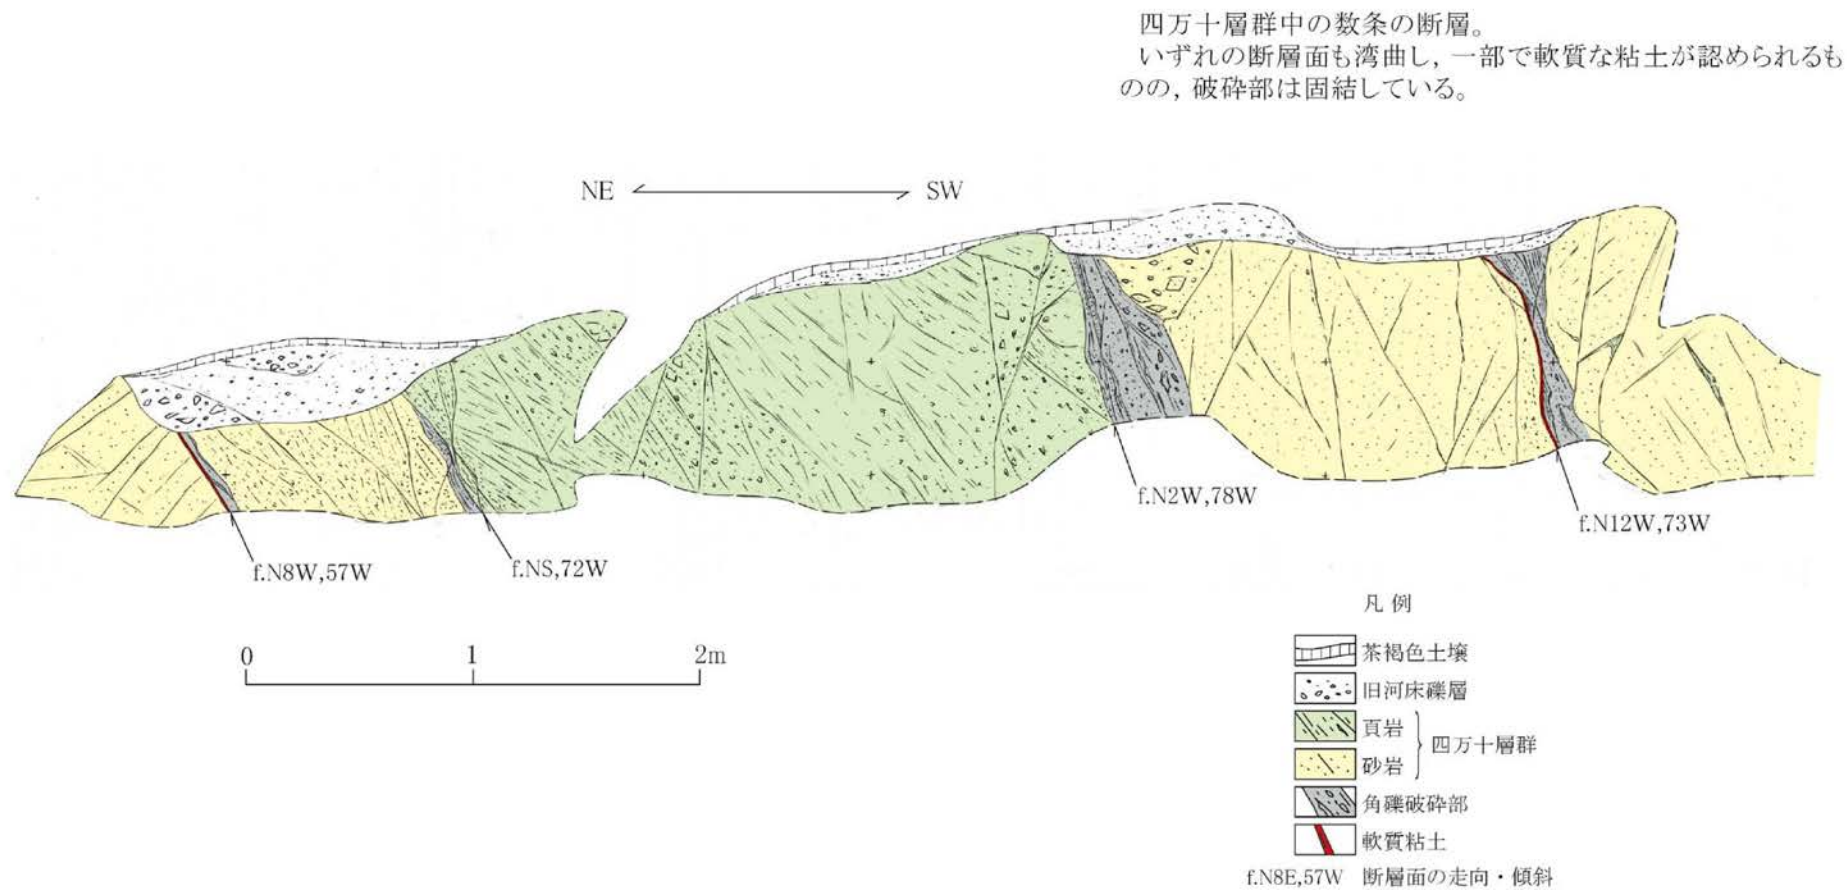 四万十層群中の数条の断層。
いずれの断層面も湾曲し，一部で軟質な粘土が認められるも
のの，破砕部は固結している。
NE SW
f.N2W,78W
f.N12W,73W
f.N8W,57W
f.NS,72W
0 1 2m
凡 例
茶褐色土壌
旧河床礫層
頁岩
四万十層群
砂岩
角礫破砕部
軟質粘土
f.N8E,57W 断層面の走向・傾斜